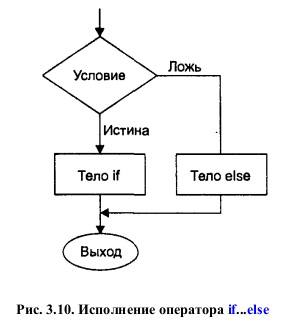 Условие
Ложь
Истина
Тело if
Тело else
Выход
Рис. 3.10. Исполнение оператора if...else